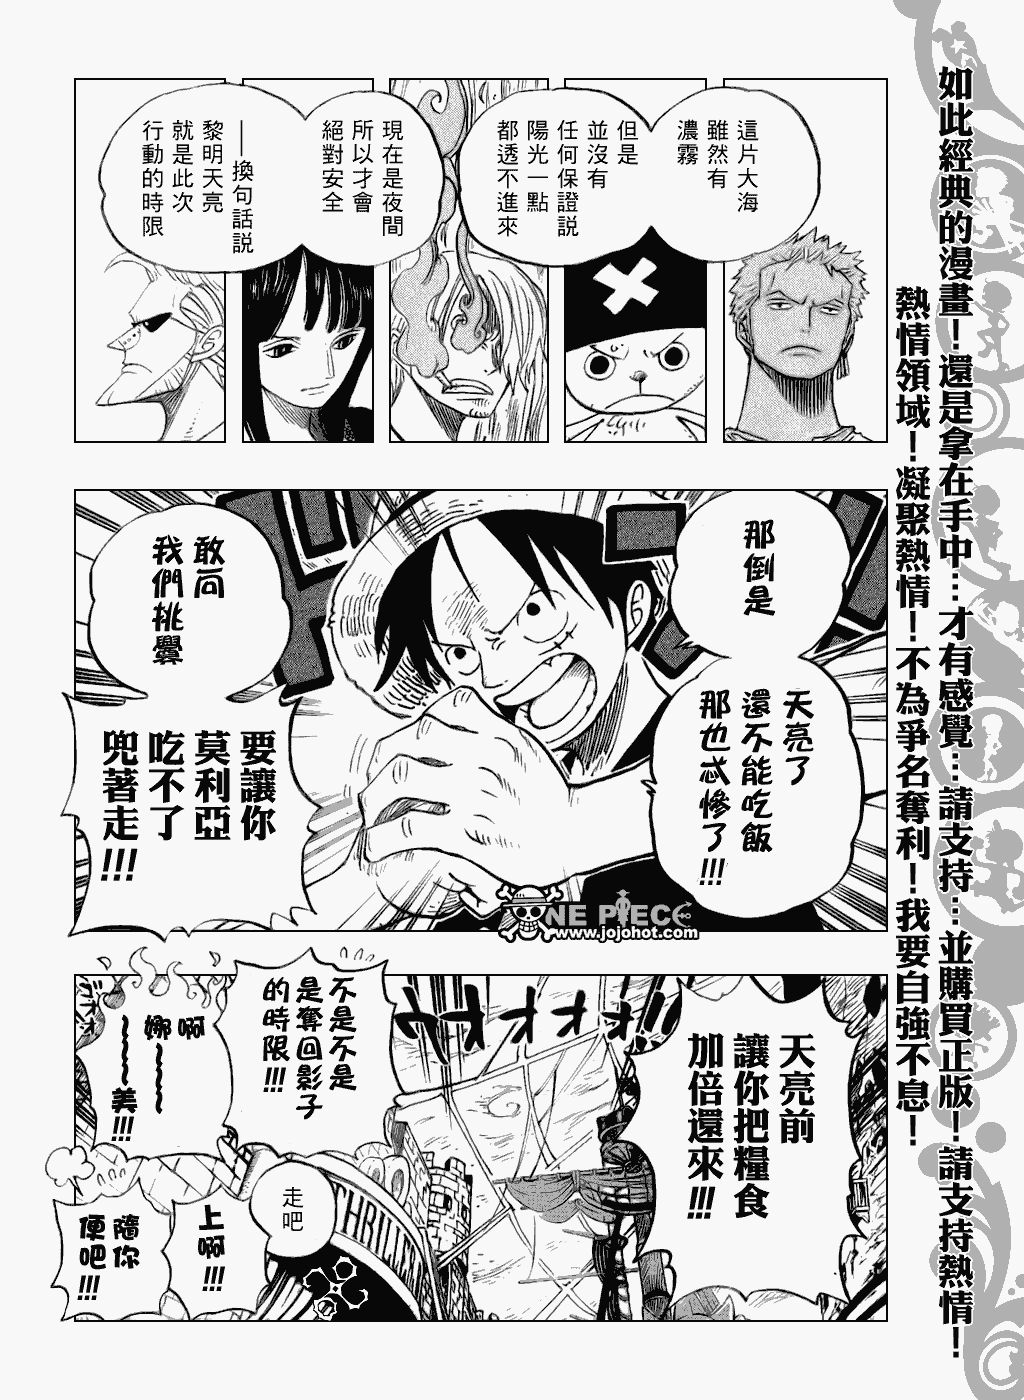 這片大海
雖然有
濃霧
但是
並沒有
任何保證說
陽光一點
都透不進來
現在是夜間
所以才會
絕對安全
——換句話説
黎明天亮
就是此次
行動的時限
那倒是
天亮了
還不能吃飯
那也忒慘了!!!
敢向
我們挑釁
要讓你
莫利亞
吃不了
兜著走!!!
ONE PIECE
www.jojohot.com
天亮前
讓你把糧食
加倍還來!!!
ウオオオオ!!
不是不是
是奪回影子
的時限!!!
啊
娜~~~~
~~~~美!!!
走吧
THRILLE
上啊!!!
隨你
便吧!!!
如此經典的漫畫！還是拿在手中…才有感覺…請支持…並購買正版！請支持熱情！
熱情領域！凝聚熱情！不為爭名奪利！我要自強不息！